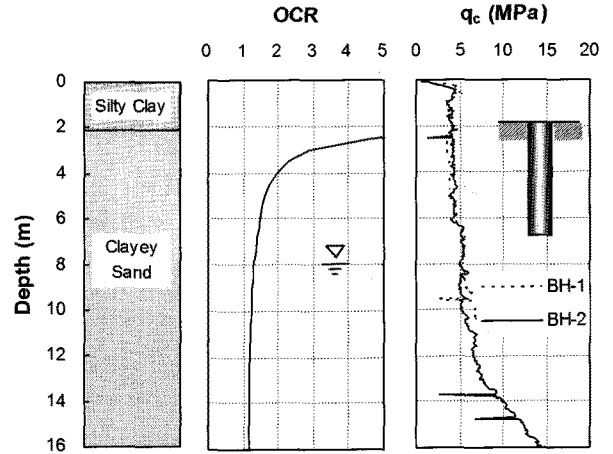 OCR
q_c (MPa)
0 1 2 3 4 5
0 5 10 15 20
Depth (m)
0
2
4
6
8
10
12
14
16
Silty Clay
Clayey
Sand
BH-1
BH-2